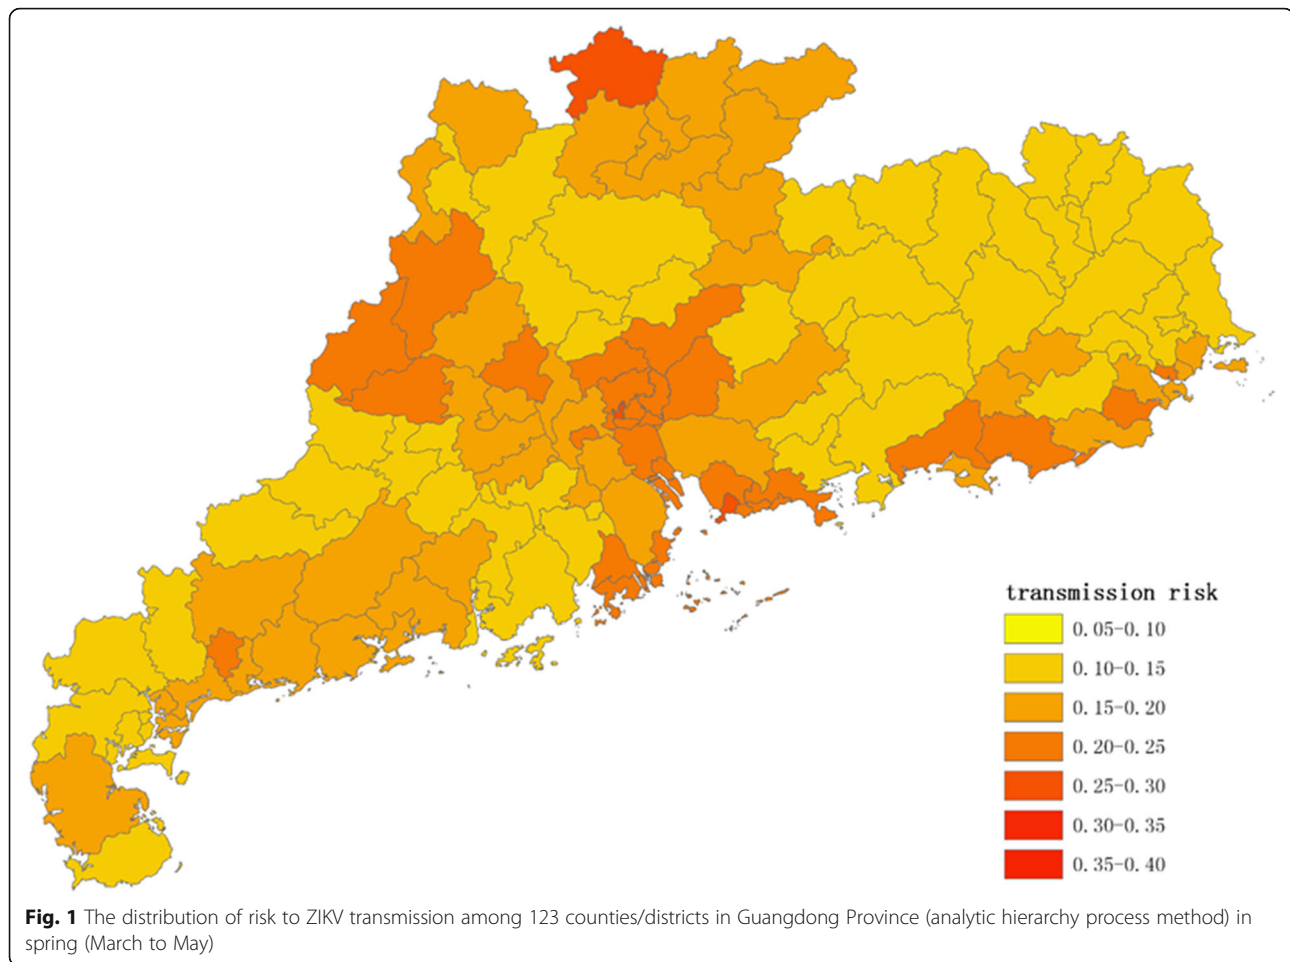 transmission risk
0.05-0.10
0.10-0.15
0.15-0.20
0.20-0.25
0.25-0.30
0.30-0.35
0.35-0.40
Fig. 1 The distribution of risk to ZIKV transmission among 123 counties/districts in Guangdong Province (analytic hierarchy process method) in
spring (March to May)